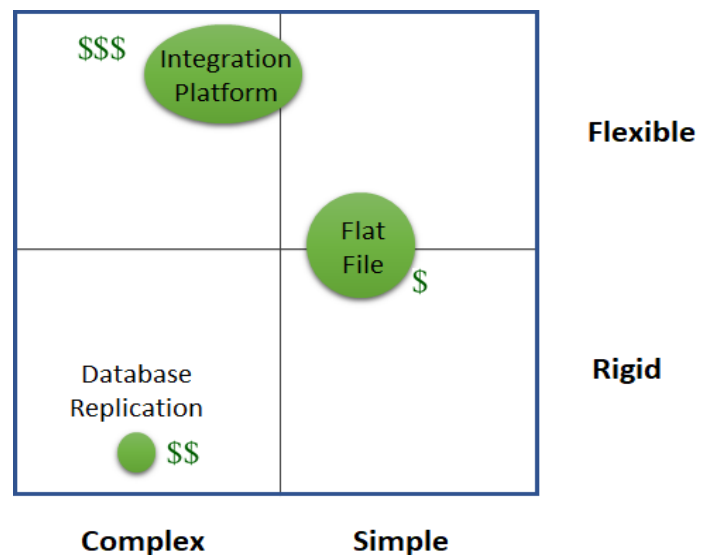 $$$
Integration
Platform
Flexible
Flat
File
$
Database
Replication
$$
Rigid
Complex
Simple